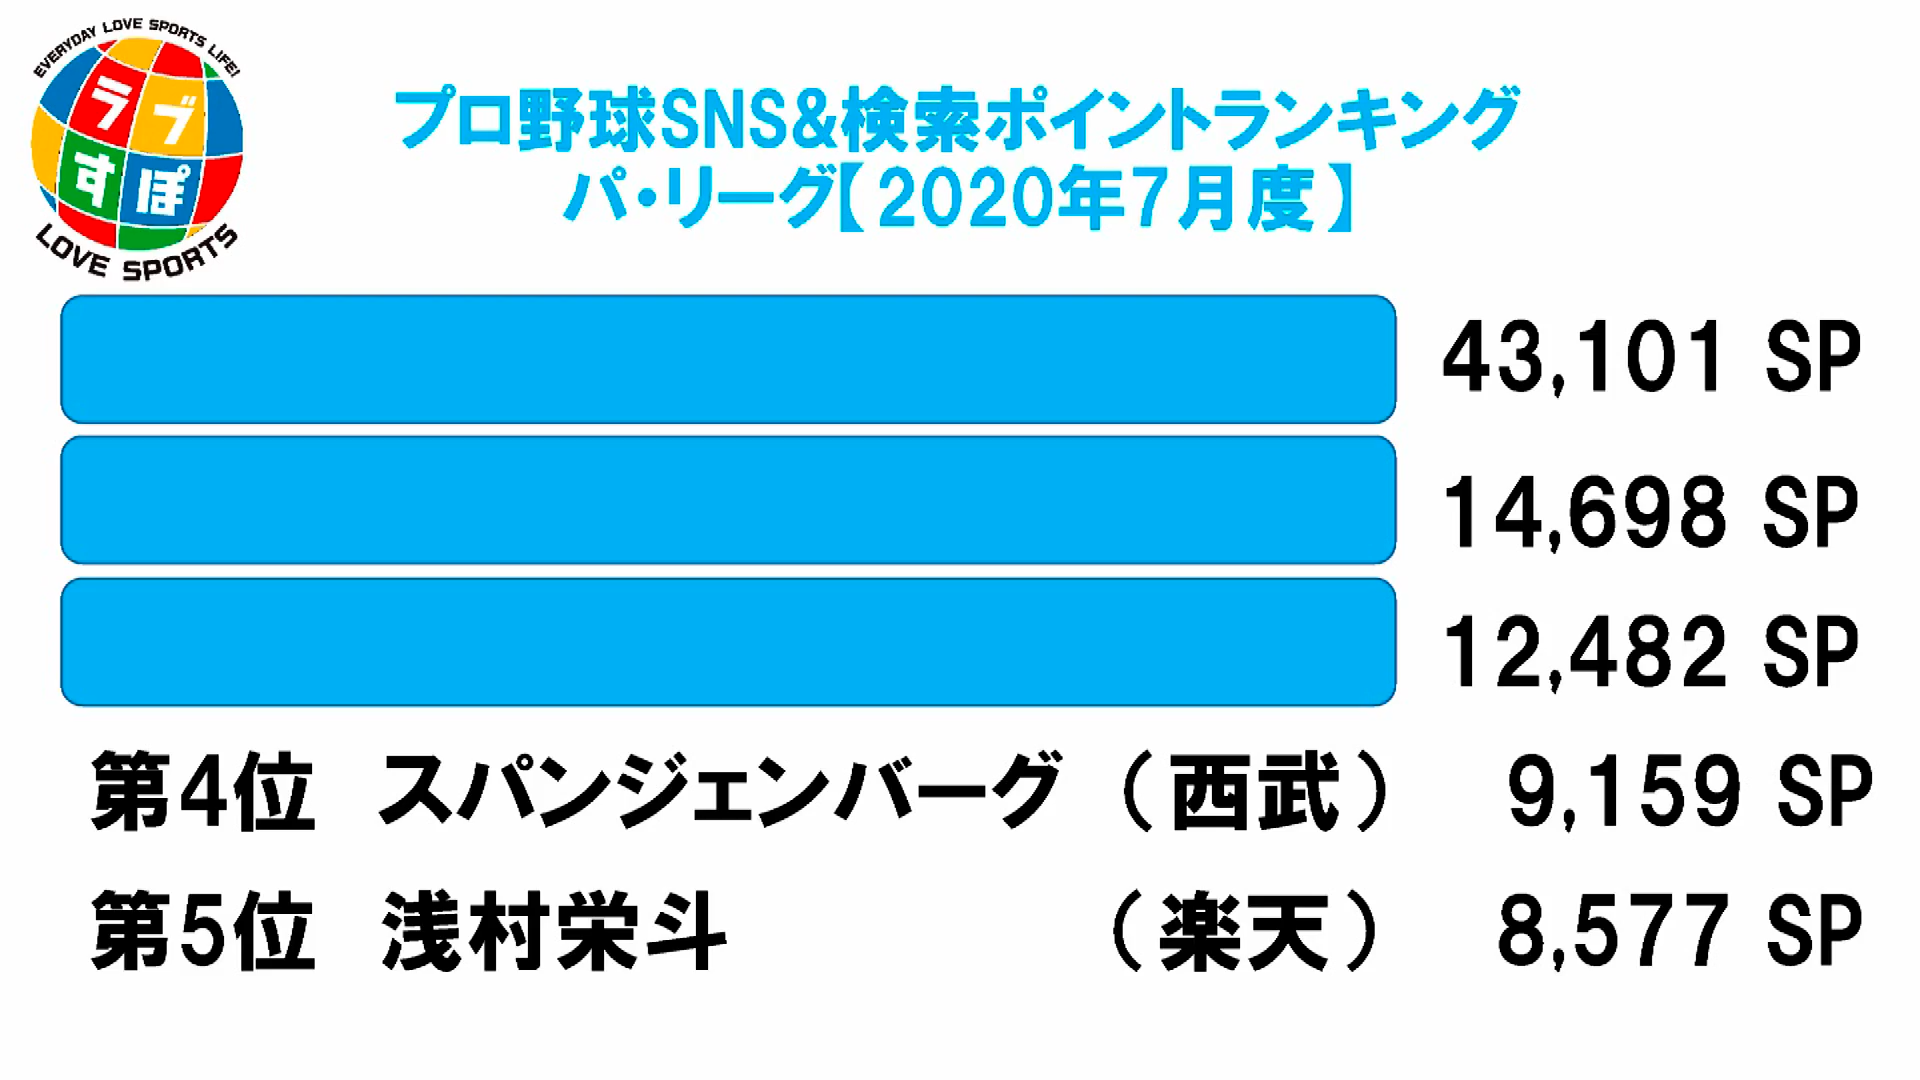 EVERYDAY LOVE SPORTS LIFE!
ラブ
すぽ
LOVE SPORTS
プロ野球SNS&検索ポイントランキング
パ・リーグ【2020年7月度】
43,101 SP
14,698 SP
12,482 SP
第4位 スパンジェンバーグ （西武） 9,159 SP
第5位 浅村栄斗 （楽天） 8,577 SP